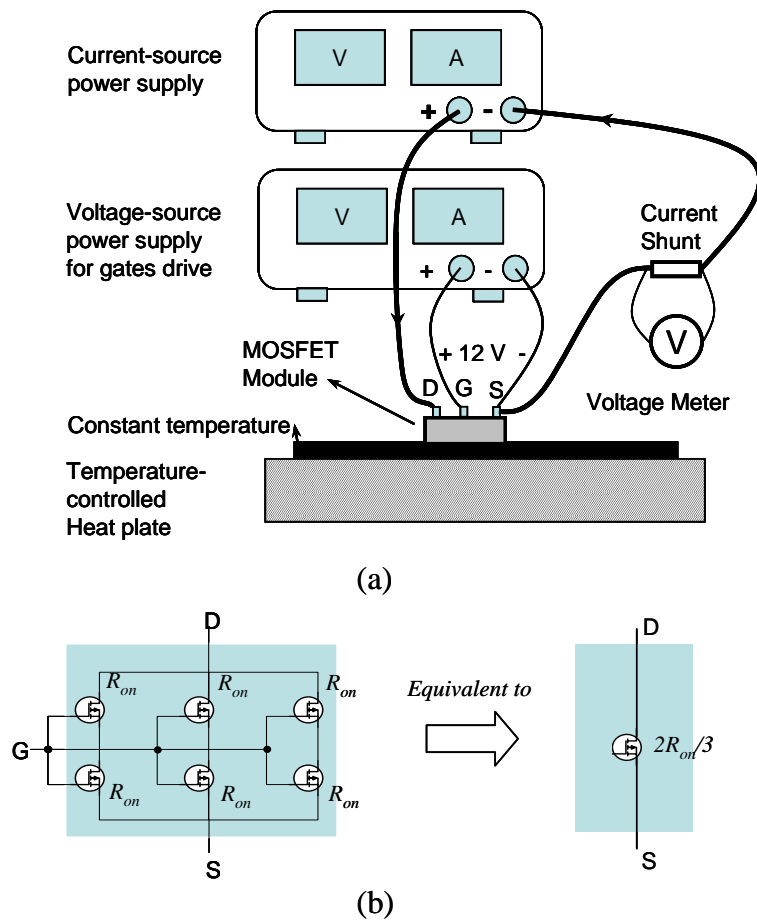 Current-source
power supply
V
A
+ -
Voltage-source
power supply
for gates drive
V
A
+ -
Current
Shunt
V
Voltage Meter
+ 12 V -
MOSFET
Module
D G S
Constant temperature
Temperature-
controlled
Heat plate
(a)
D
Ron Ron Ron
G
Ron Ron Ron
S
Equivalent to
D
2Ron/3
S
(b)